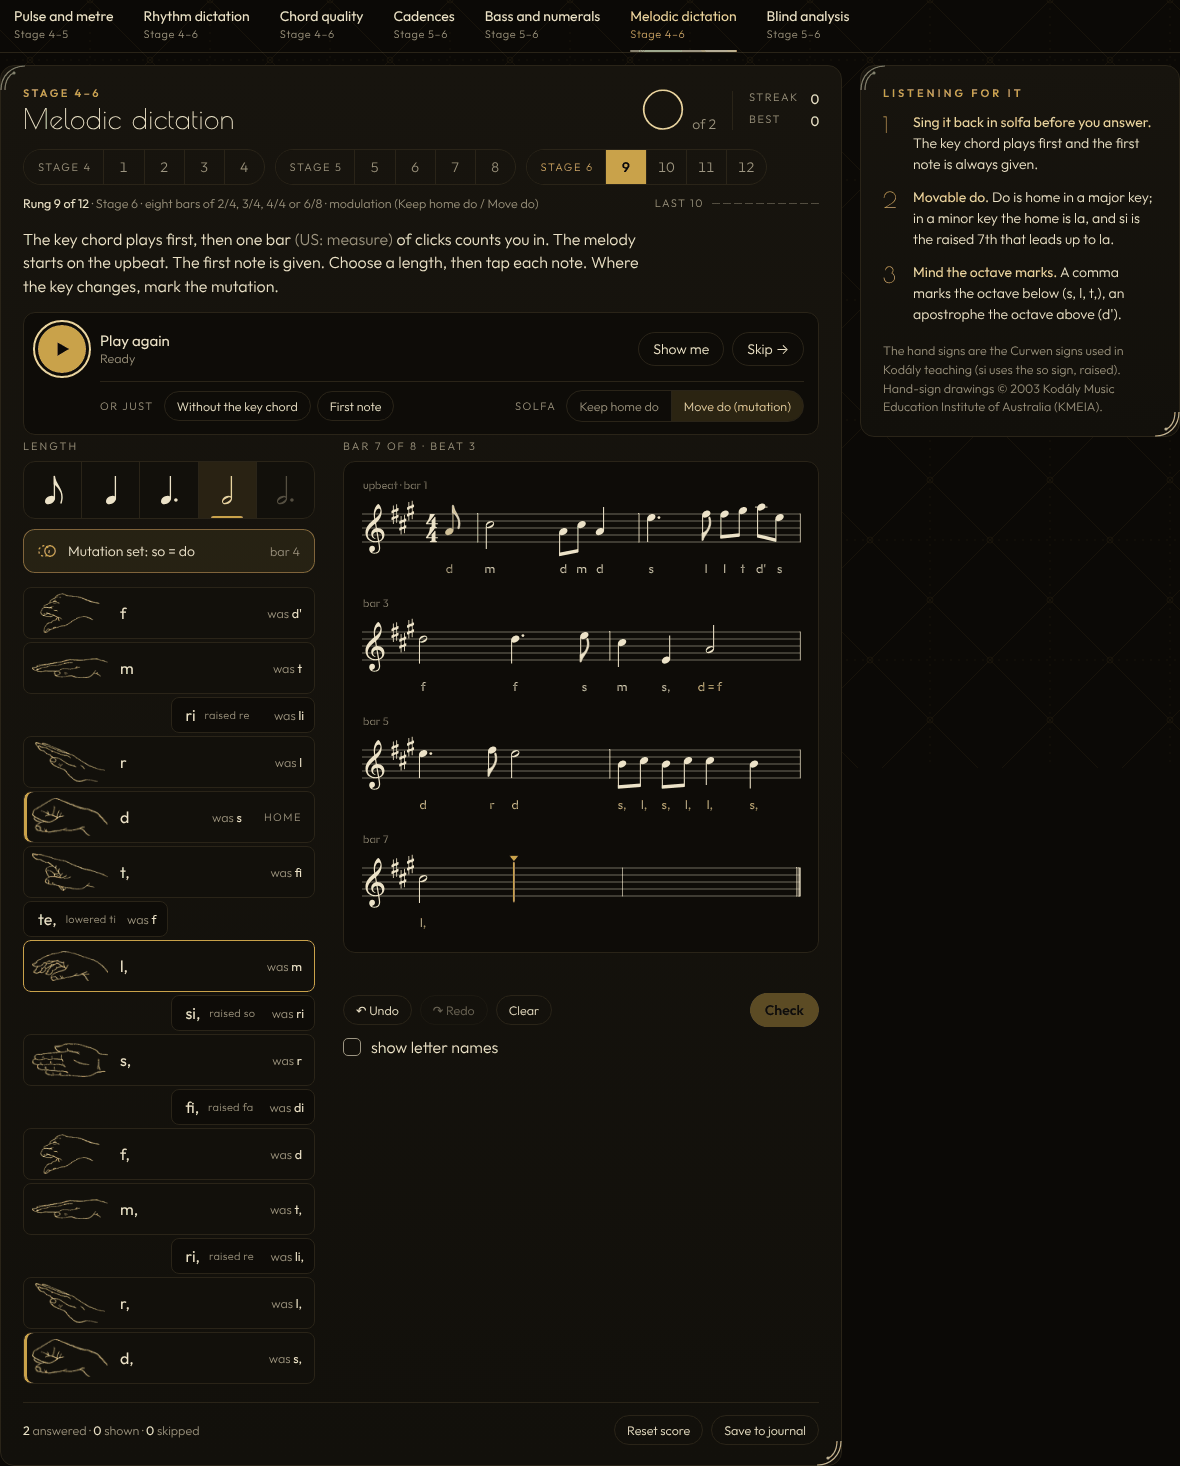 Pulse and metre
Stage 4–5
Rhythm dictation
Stage 4–6
Chord quality
Stage 4–6
Cadences
Stage 5–6
Bass and numerals
Stage 5–6
Melodic dictation
Stage 4–6
Blind analysis
Stage 5–6
STAGE 4–6
Melodic dictation
of 2
STREAK 0
BEST 0
STAGE 4 1 2 3 4
STAGE 5 5 6 7 8
STAGE 6 9 10 11 12
Rung 9 of 12 · Stage 6 · eight bars of 2/4, 3/4, 4/4 or 6/8 · modulation (Keep home do / Move do)
LAST 10
The key chord plays first, then one bar (US: measure) of clicks counts you in. The melody
starts on the upbeat. The first note is given. Choose a length, then tap each note. Where
the key changes, mark the mutation.
Play again
Ready
Show me
Skip →
OR JUST
Without the key chord
First note
SOLFA
Keep home do
Move do (mutation)
LENGTH
Mutation set: so = do bar 4
f was d'
m was t
ri raised re was li
r was l
d was s HOME
t, was fi
te, lowered ti was f
l, was m
si, raised so was ri
s, was r
fi, raised fa was di
f, was d
m, was t,
ri, raised re was li,
r, was l,
d, was s,
BAR 7 OF 8 · BEAT 3
upbeat · bar 1
4
4
d m d m d s l l t d' s
bar 3
f f s m s, d = f
bar 5
d r d s, l, s, l, l, s,
bar 7
l,
↶ Undo
↷ Redo
Clear
Check
show letter names
2 answered · 0 shown · 0 skipped
Reset score
Save to journal
LISTENING FOR IT
1 Sing it back in solfa before you answer.
The key chord plays first and the first
note is always given.
2 Movable do. Do is home in a major key;
in a minor key the home is la, and si is
the raised 7th that leads up to la.
3 Mind the octave marks. A comma
marks the octave below (s, l, t,), an
apostrophe the octave above (d').
The hand signs are the Curwen signs used in
Kodály teaching (si uses the so sign, raised).
Hand-sign drawings © 2003 Kodály Music
Education Institute of Australia (KMEIA).